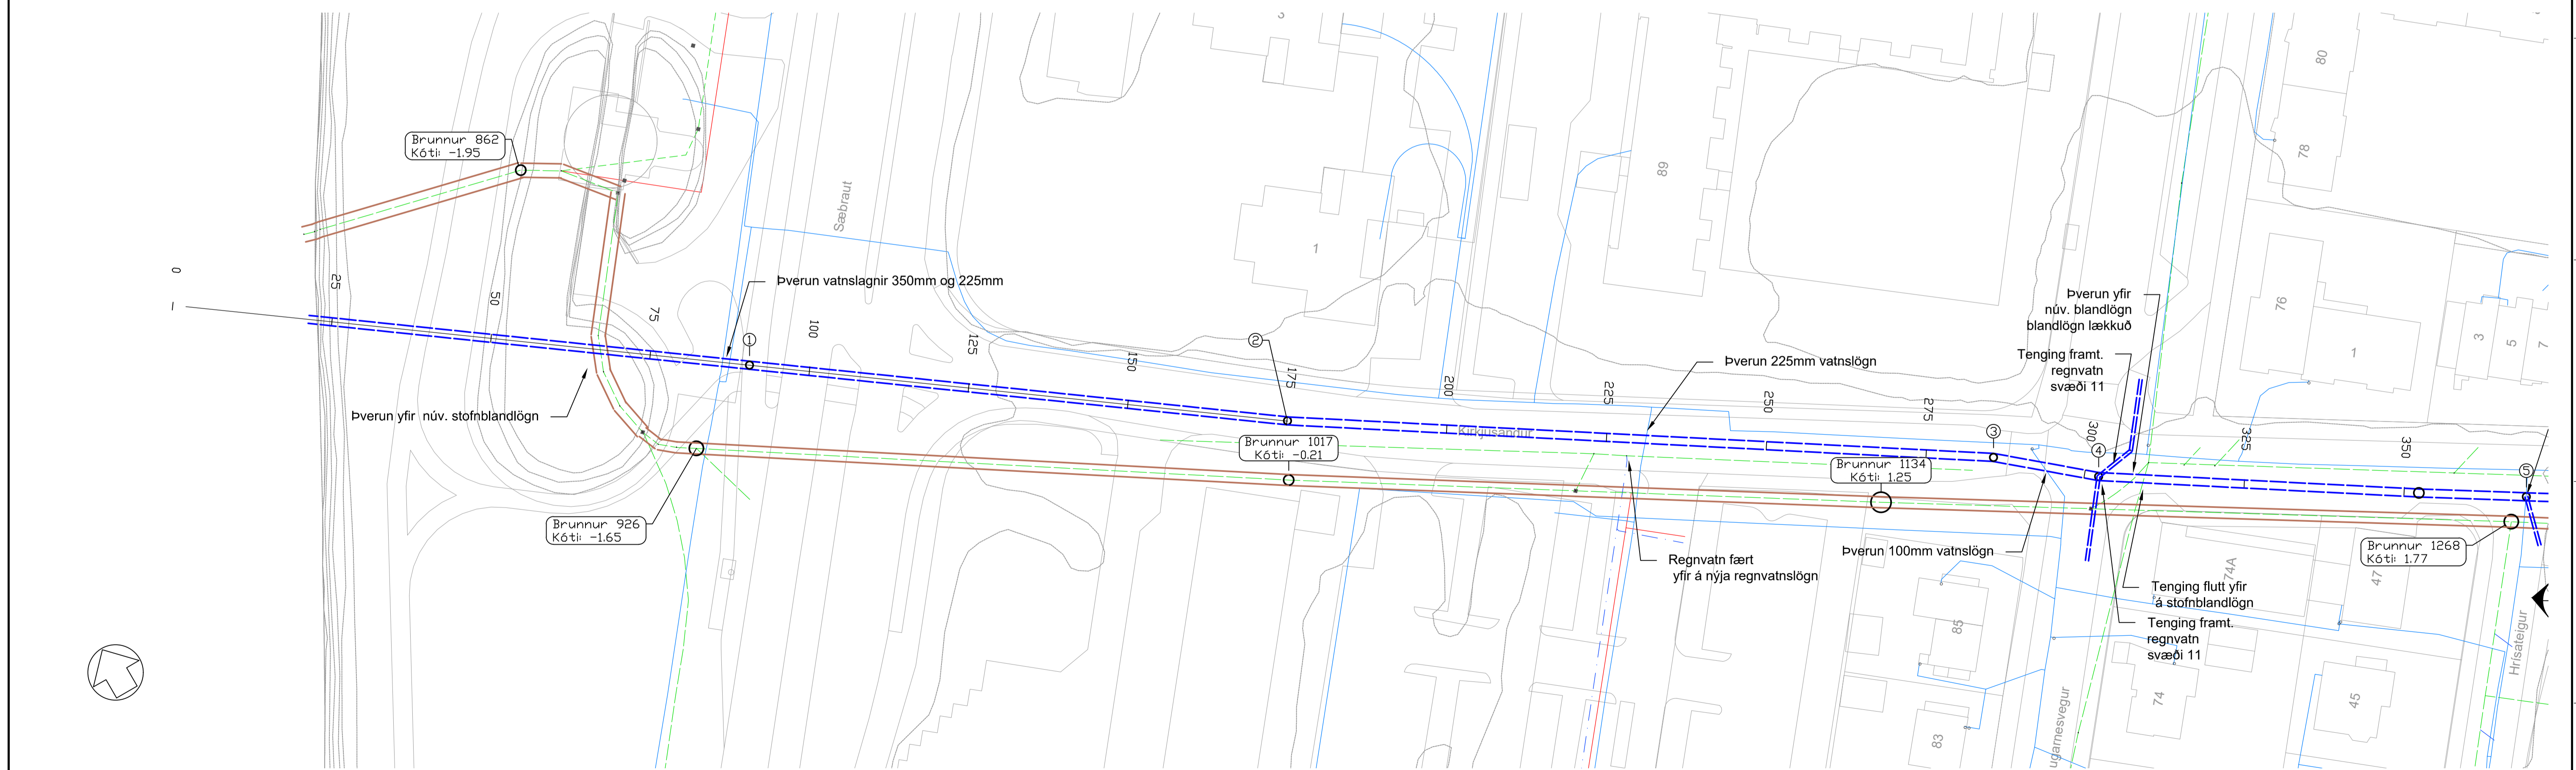 Brunnur 862
Kóti: -1.95
0
25
50
75
100
125
150
175
200
225
250
275
300
325
350
Sæbraut
Þverun vatnslagnir 350mm og 225mm
1
2
3
4
5
Þverun yfir núv. stofnblandlögn
Brunnur 926
Kóti: -1.65
Brunnur 1017
Kóti: -0.21
Kirkjusandur
Þverun 225mm vatnslögn
Brunnur 1134
Kóti: 1.25
Regnvatn fært
yfir á nýja regnvatnslögn
Þverun 100mm vatnslögn
Þverun yfir
núv. blandlögn
blandlögn lækkuð
Tenging framt.
regnvatn
svæði 11
Tenging flutt yfir
á stofnblandlögn
Tenging framt.
regnvatn
svæði 11
Brunnur 1268
Kóti: 1.77
Hrísateigur
ugarnesvegur
3
1
89
80
78
76
1
3
5
7
85
83
74A
74
47
45